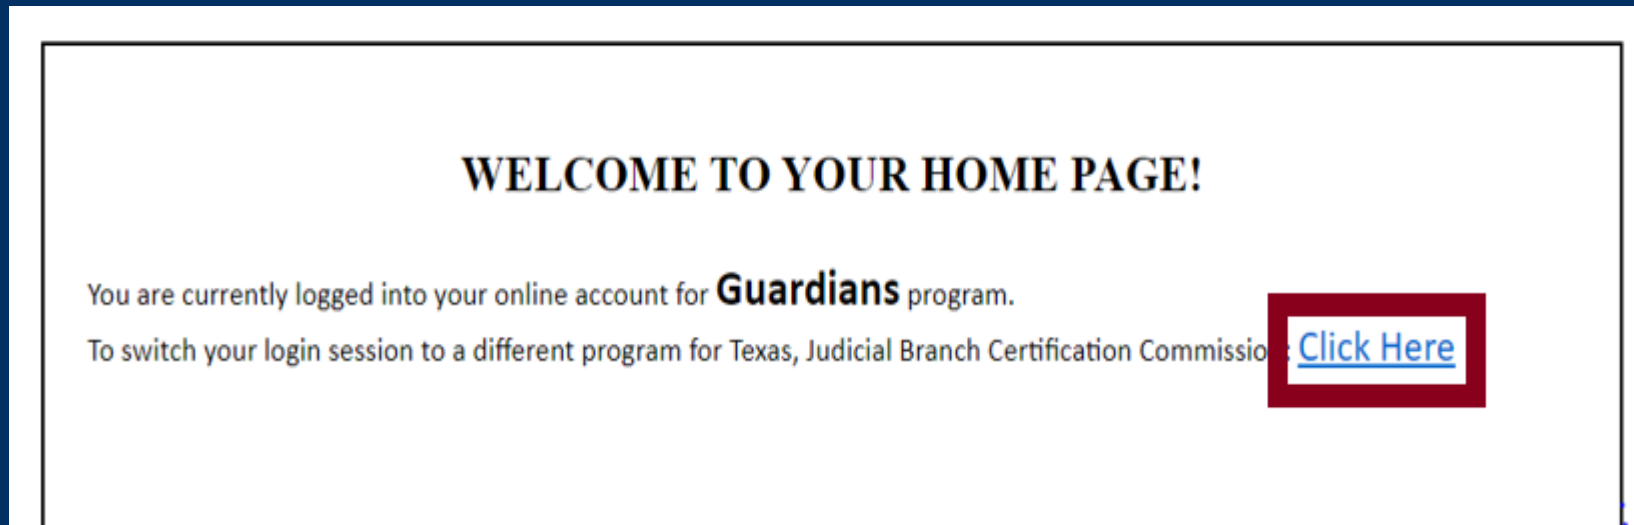 WELCOME TO YOUR HOME PAGE!
You are currently logged into your online account for Guardians program.
To switch your login session to a different program for Texas, Judicial Branch Certification Commissio : Click Here